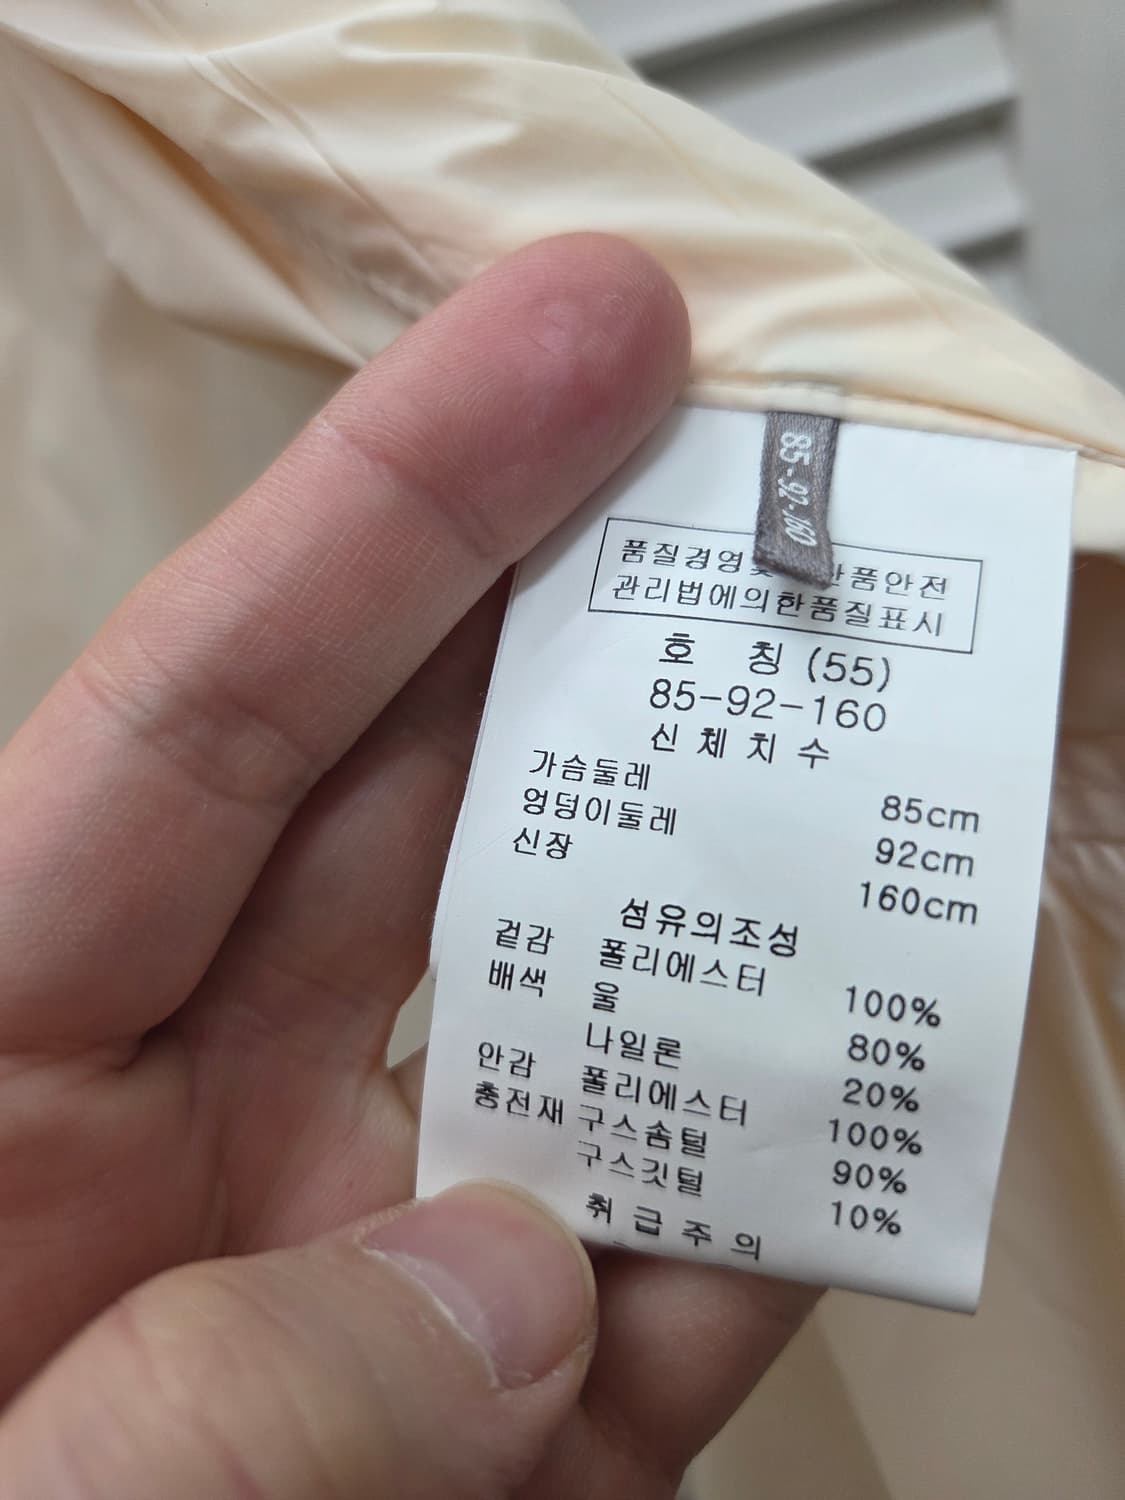 85-92-160
품질경영 품안전
관리법에의한품질표시
호 칭 (55)
85-92-160
신 체 치 수
가슴둘레 85cm
엉덩이둘레 92cm
신장 160cm
섬유의조성
겉감 폴리에스터 100%
배색 울 80%
나일론 20%
안감 폴리에스터 100%
충전재 구스솜털 90%
구스깃털 10%
취 급 주 의